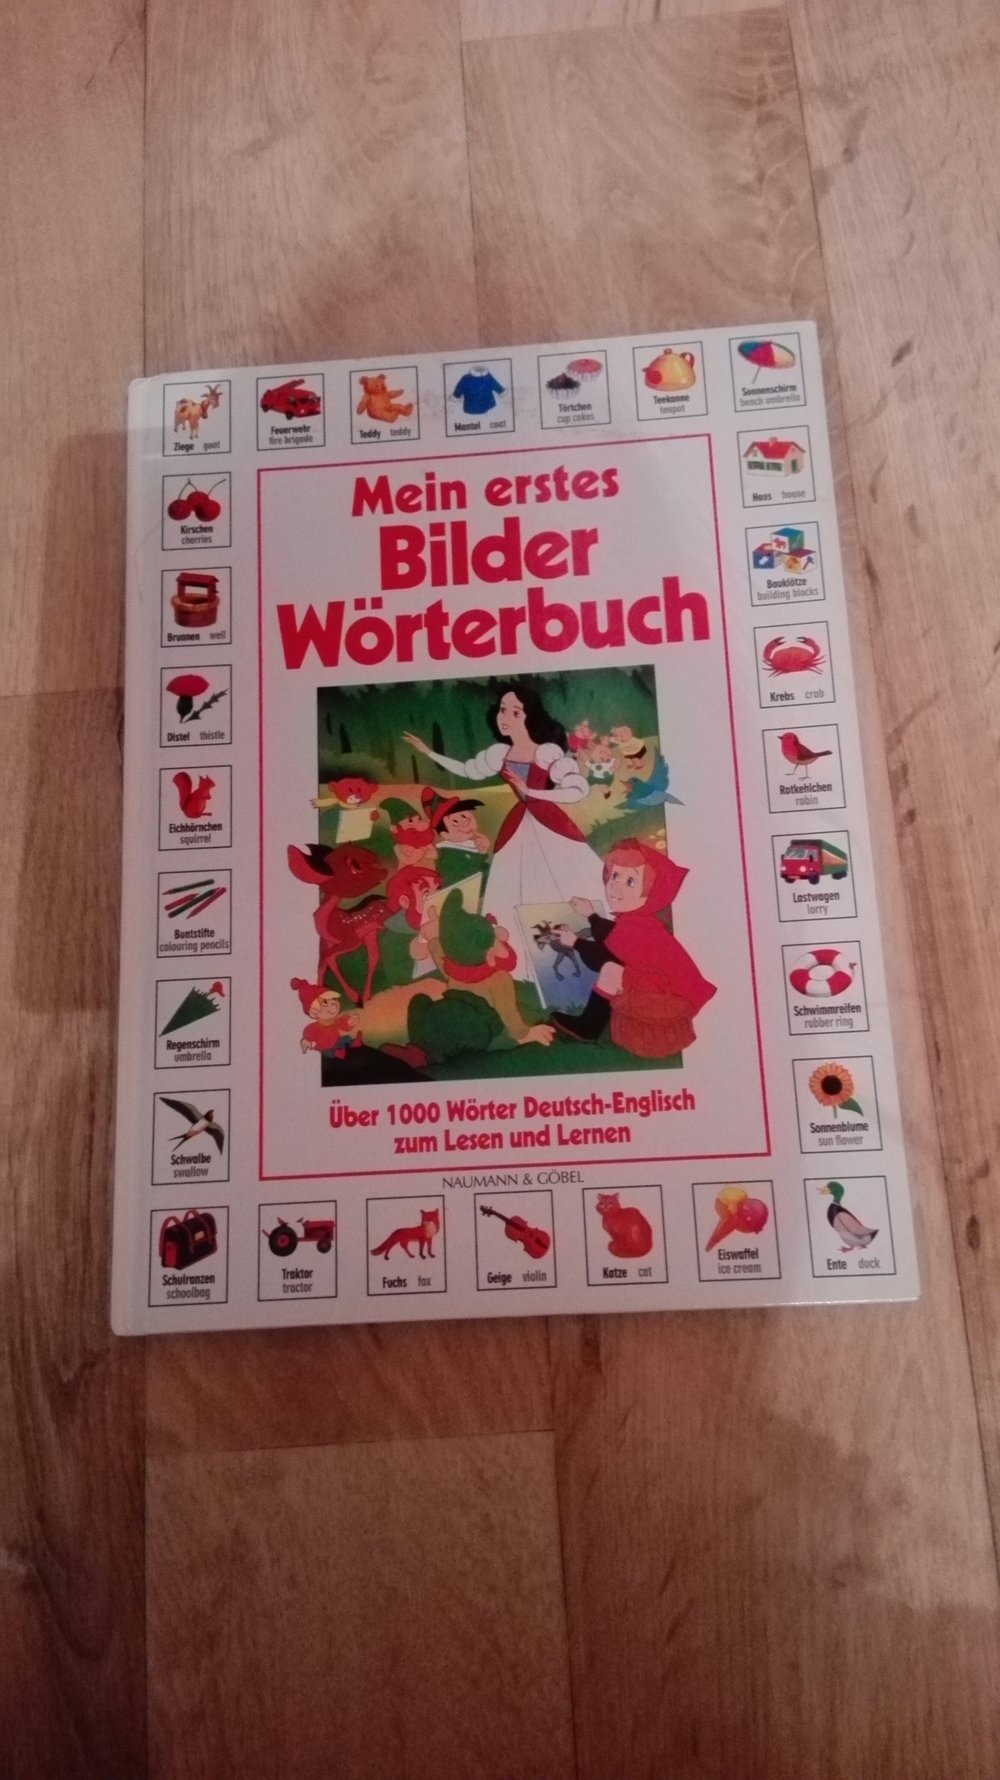 Ziege goat
Feuerwehr
fire brigade
Teddy teddy
Mantel coat
Törtchen
cup cakes
Teekanne
teapot
Sonnenschirm
beach umbrella
Kirschen
cherries
Brunnen well
Distel thistle
Eichhörnchen
squirrel
Buntstifte
colouring pencils
Regenschirm
umbrella
Schwalbe
swallow
Mein erstes
Bilder
Wörterbuch
Über 1000 Wörter Deutsch-Englisch
zum Lesen und Lernen
NAUMANN & GÖBEL
Haus house
Bauklötze
building blocks
Krebs crab
Rotkehlchen
robin
Lastwagen
lorry
Schwimmreifen
rubber ring
Sonnenblume
sun flower
Schulranzen
schoolbag
Traktor
tractor
Fuchs fox
Geige violin
Katze cat
Eiswaffel
ice cream
Ente duck